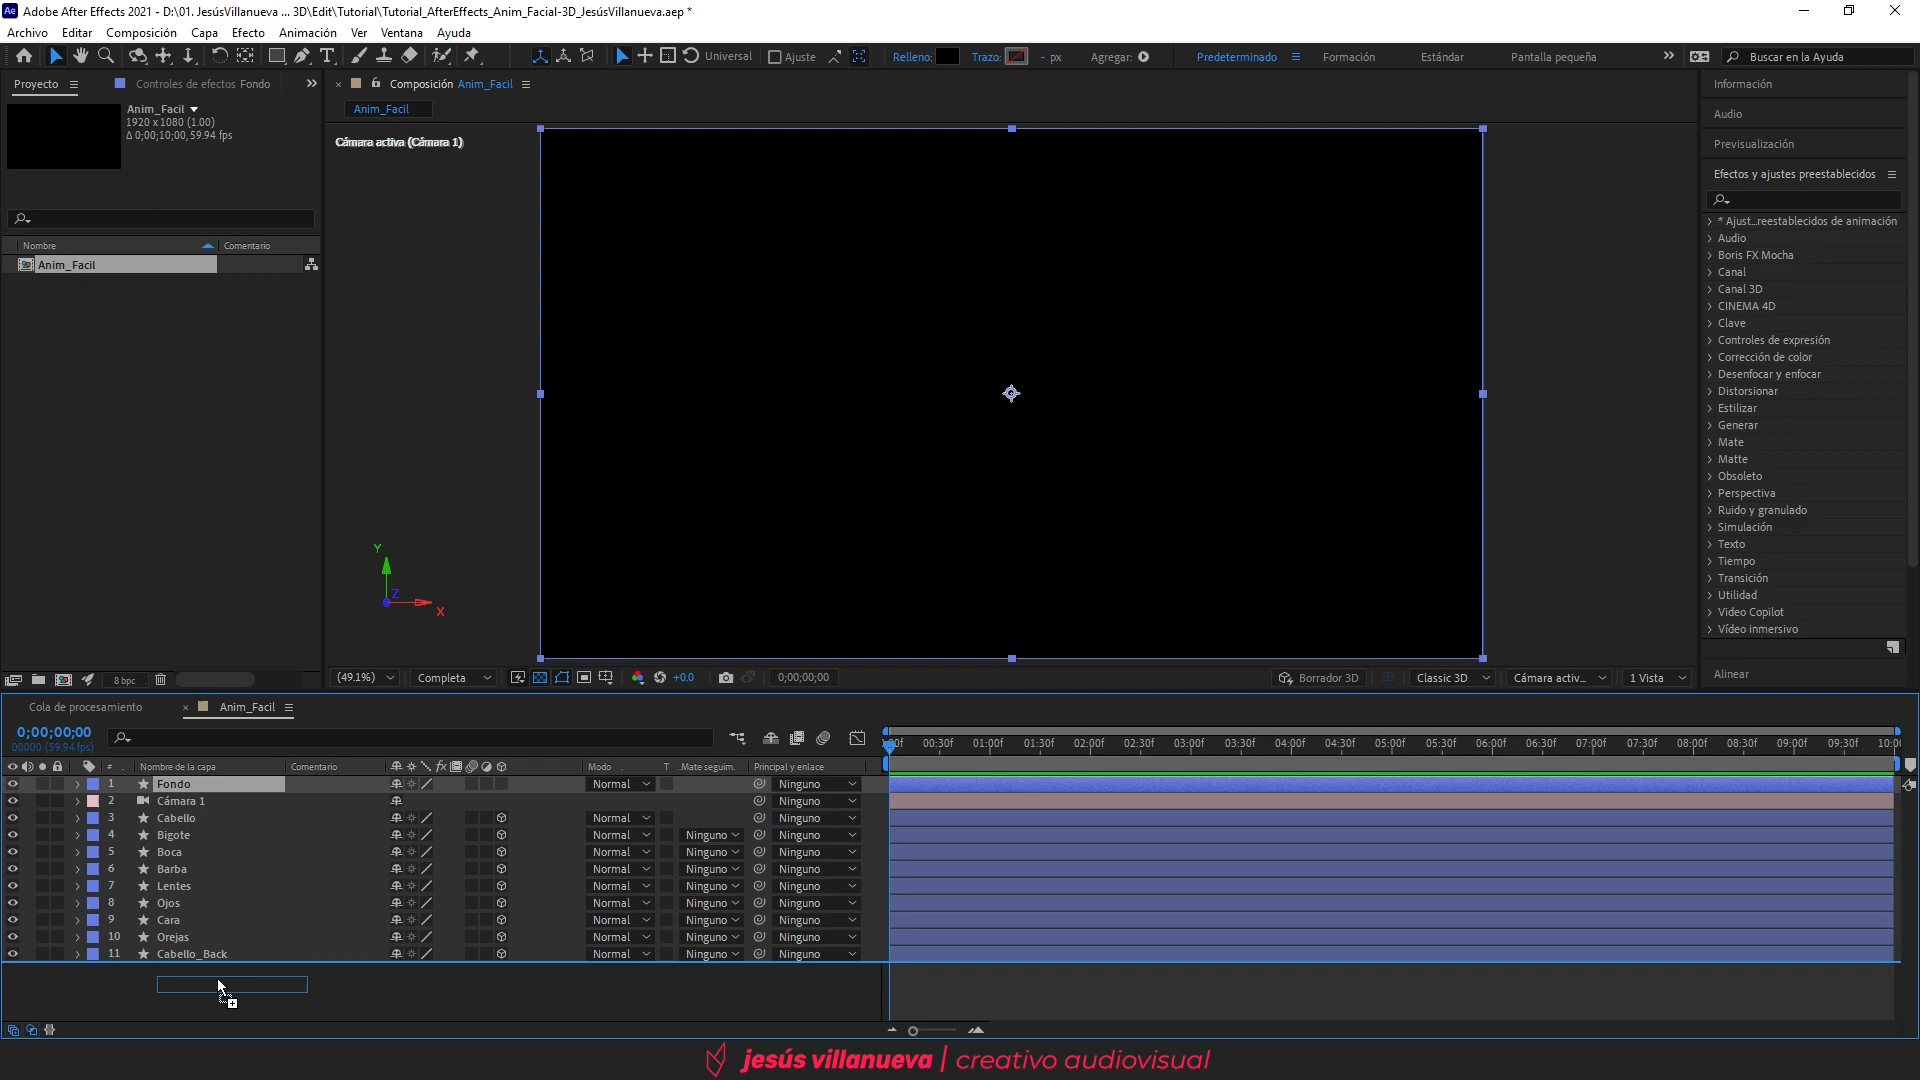 Adobe After Effects 2021 - D:\01. JesúsVillanueva ... 3D\Edit\Tutorial\Tutorial_AfterEffects_Anim_Facial-3D_JesúsVillanueva.aep *
Archivo Editar Composición Capa Efecto Animación Ver Ventana Ayuda
Universal Ajuste Relleno: Trazo: - px Agregar: Predeterminado Formación Estándar Pantalla pequeña Buscar en la Ayuda
Proyecto Controles de efectos Fondo
Composición Anim_Facil
Anim_Facil
Anim_Facil
1920 x 1080 (1.00)
Δ 0;00;10;00, 59.94 fps
Nombre Comentario
Anim_Facil
8 bpc
Cámara activa (Cámara 1)
Y
Z
X
(49.1%) Completa +0.0 0;00;00;00 Borrador 3D Classic 3D Cámara activ... 1 Vista
Información
Audio
Previsualización
Efectos y ajustes preestablecidos
* Ajust...reestablecidos de animación
Audio
Boris FX Mocha
Canal
Canal 3D
CINEMA 4D
Clave
Controles de expresión
Corrección de color
Desenfocar y enfocar
Distorsionar
Estilizar
Generar
Mate
Matte
Obsoleto
Perspectiva
Ruido y granulado
Simulación
Texto
Tiempo
Transición
Utilidad
Video Copilot
Vídeo inmersivo
Alinear
Cola de procesamiento Anim_Facil
0;00;00;00
00000 (59.94 fps)
00:30f 01:00f 01:30f 02:00f 02:30f 03:00f 03:30f 04:00f 04:30f 05:00f 05:30f 06:00f 06:30f 07:00f 07:30f 08:00f 08:30f 09:00f 09:30f
# Nombre de la capa Comentario fx Modo T .Mate seguim. Principal y enlace
1 Fondo Normal Ninguno
2 Cámara 1 Ninguno
3 Cabello Normal Ninguno
4 Bigote Normal Ninguno Ninguno
5 Boca Normal Ninguno Ninguno
6 Barba Normal Ninguno Ninguno
7 Lentes Normal Ninguno Ninguno
8 Ojos Normal Ninguno Ninguno
9 Cara Normal Ninguno Ninguno
10 Orejas Normal Ninguno Ninguno
11 Cabello_Back Normal Ninguno Ninguno
jesús villanueva | creativo audiovisual